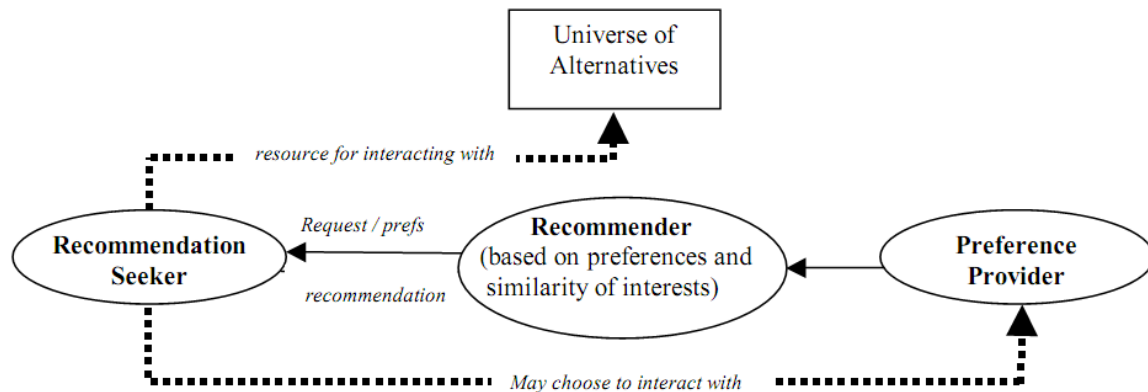 Universe of
Alternatives
resource for interacting with
Recommendation
Seeker
Request / prefs
recommendation
Recommender
(based on preferences and
similarity of interests)
Preference
Provider
May choose to interact with